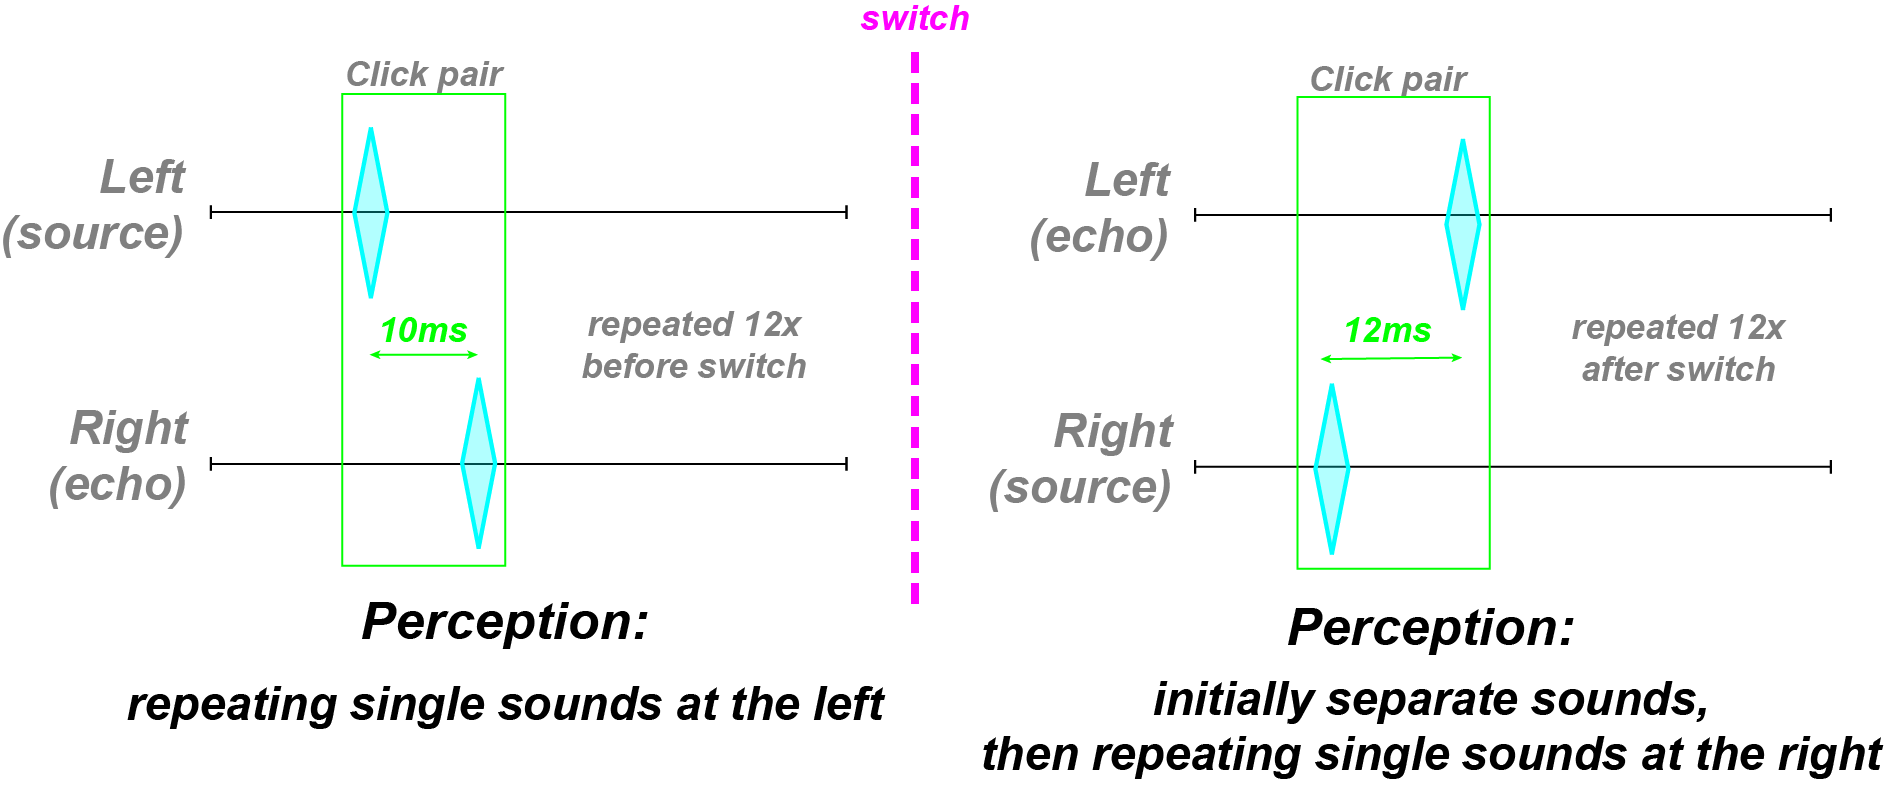 switch
Click pair
Left
(source)
10ms
repeated 12x
before switch
Right
(echo)
Perception:
repeating single sounds at the left
Click pair
Left
(echo)
12ms
repeated 12x
after switch
Right
(source)
Perception:
initially separate sounds,
then repeating single sounds at the right